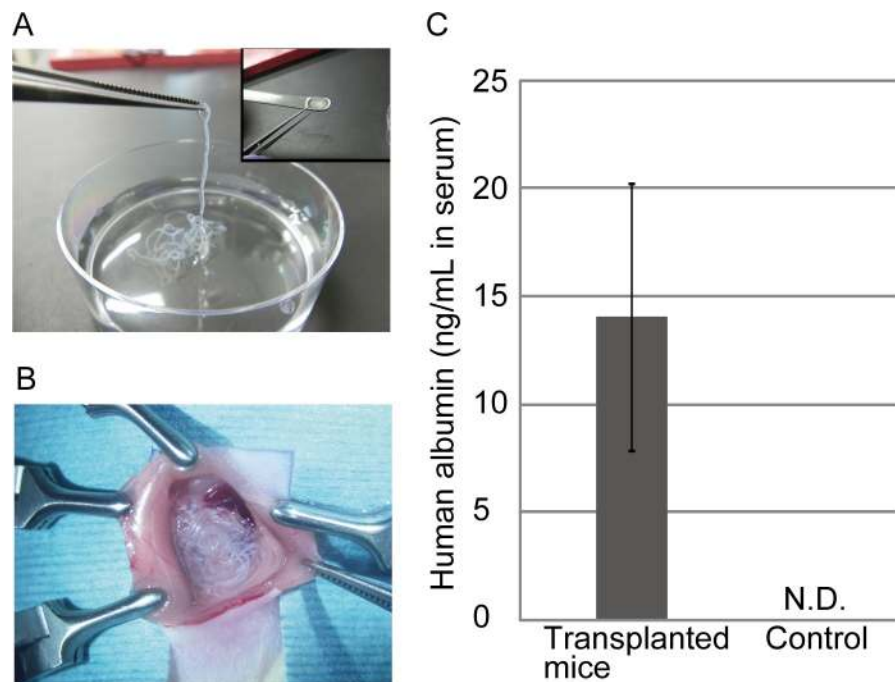 A
B
C
Human albumin (ng/mL in serum)
25
20
15
10
5
0
N.D.
Transplanted
mice
Control